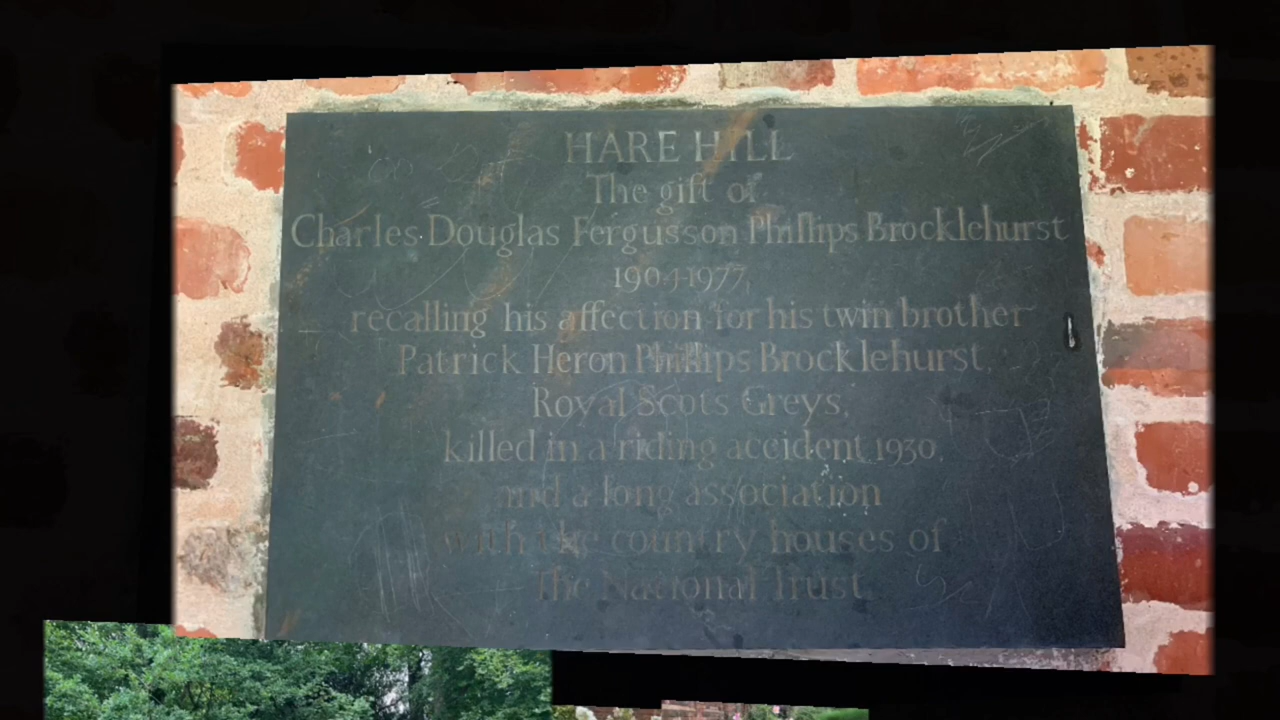 HARE HILL
The gift of
Charles Douglas Fergusson Phillips Brocklehurst
1904-1977,
recalling his affection for his twin brother
Patrick Heron Phillips Brocklehurst,
Royal Scots Greys,
killed in a riding accident 1930,
and a long association
with the country houses of
The National Trust.